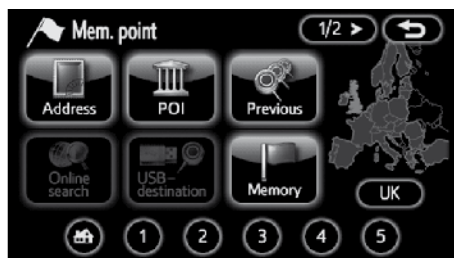 Mem. point
1/2 >
Address
POI
Previous
Online
search
USB-
destination
Memory
UK
1
2
3
4
5